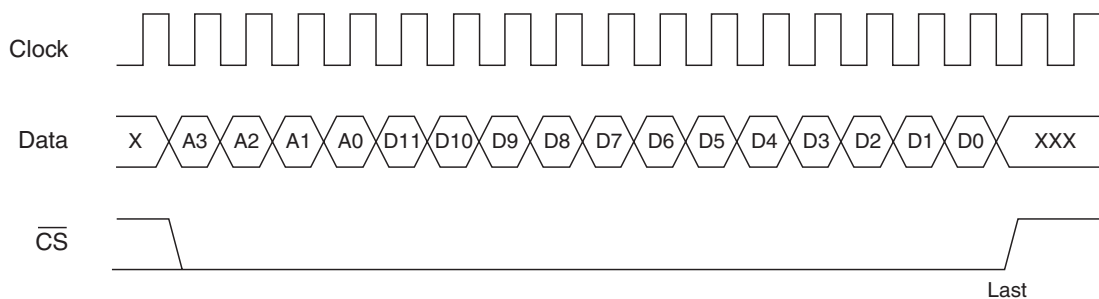 Clock
Data X A3 A2 A1 A0 D11 D10 D9 D8 D7 D6 D5 D4 D3 D2 D1 D0 XXX
C̅S̅
Last